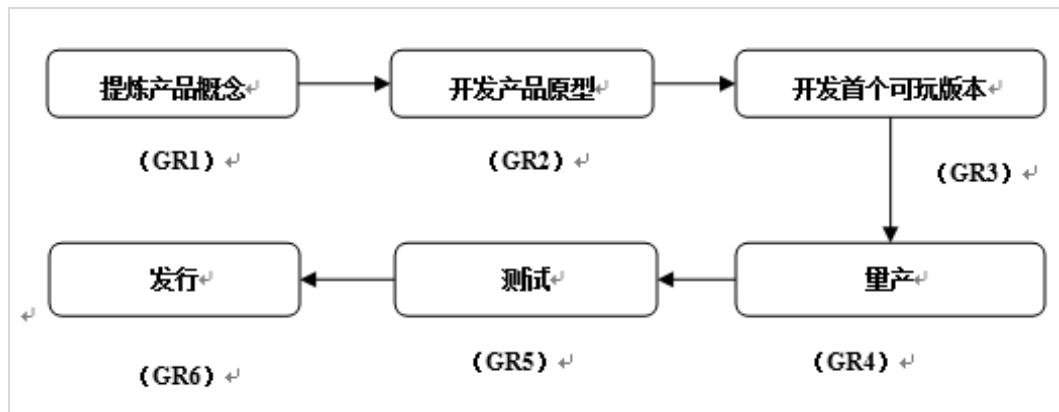 提炼产品概念↵
开发产品原型↵
开发首个可玩版本↵
（GR1）↵
（GR2）↵
（GR3）↵
发行↵
测试↵
量产↵
↵
（GR6）↵
（GR5）↵
（GR4）↵